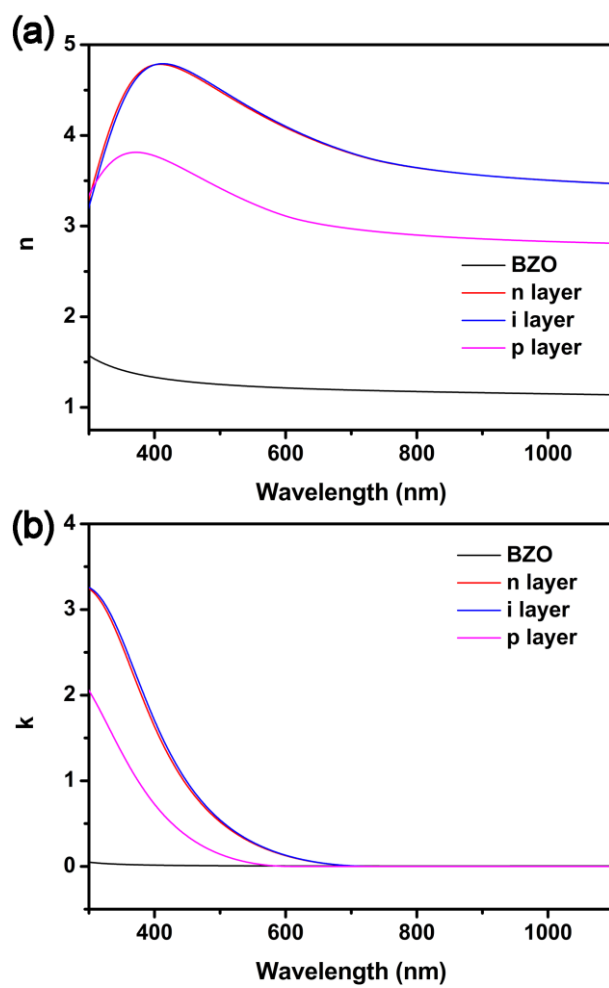 (a)
5
4
3
2
1
n
BZO
n layer
i layer
p layer
400 600 800 1000
Wavelength (nm)
(b)
4
3
2
1
0
k
BZO
n layer
i layer
p layer
400 600 800 1000
Wavelength (nm)